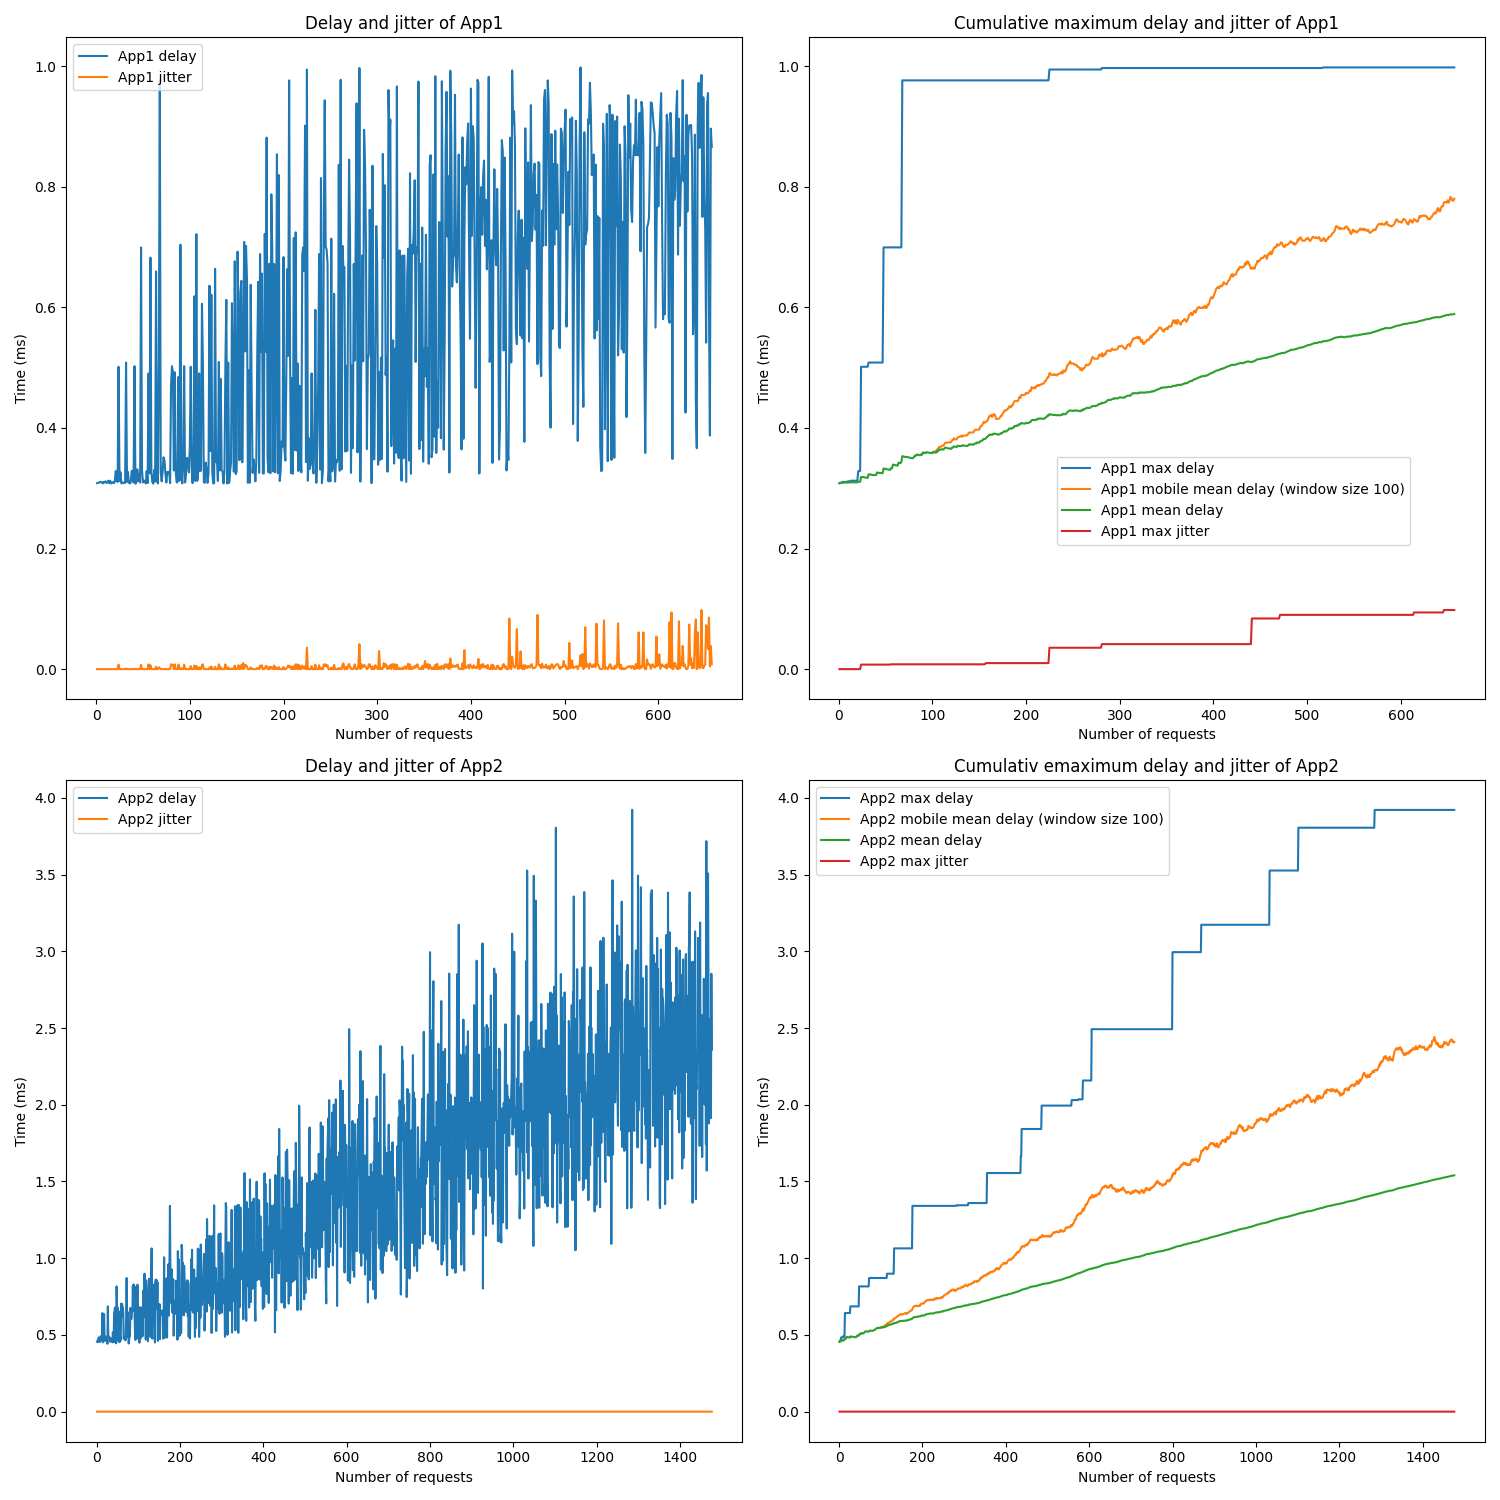 Delay and jitter of App1
App1 delay
App1 jitter
1.0
0.8
0.6
0.4
0.2
0.0
Time (ms)
0 100 200 300 400 500 600
Number of requests
Cumulative maximum delay and jitter of App1
1.0
0.8
0.6
0.4
0.2
0.0
Time (ms)
App1 max delay
App1 mobile mean delay (window size 100)
App1 mean delay
App1 max jitter
0 100 200 300 400 500 600
Number of requests
Delay and jitter of App2
App2 delay
App2 jitter
4.0
3.5
3.0
2.5
2.0
1.5
1.0
0.5
0.0
Time (ms)
0 200 400 600 800 1000 1200 1400
Number of requests
Cumulativ emaximum delay and jitter of App2
App2 max delay
App2 mobile mean delay (window size 100)
App2 mean delay
App2 max jitter
4.0
3.5
3.0
2.5
2.0
1.5
1.0
0.5
0.0
Time (ms)
0 200 400 600 800 1000 1200 1400
Number of requests